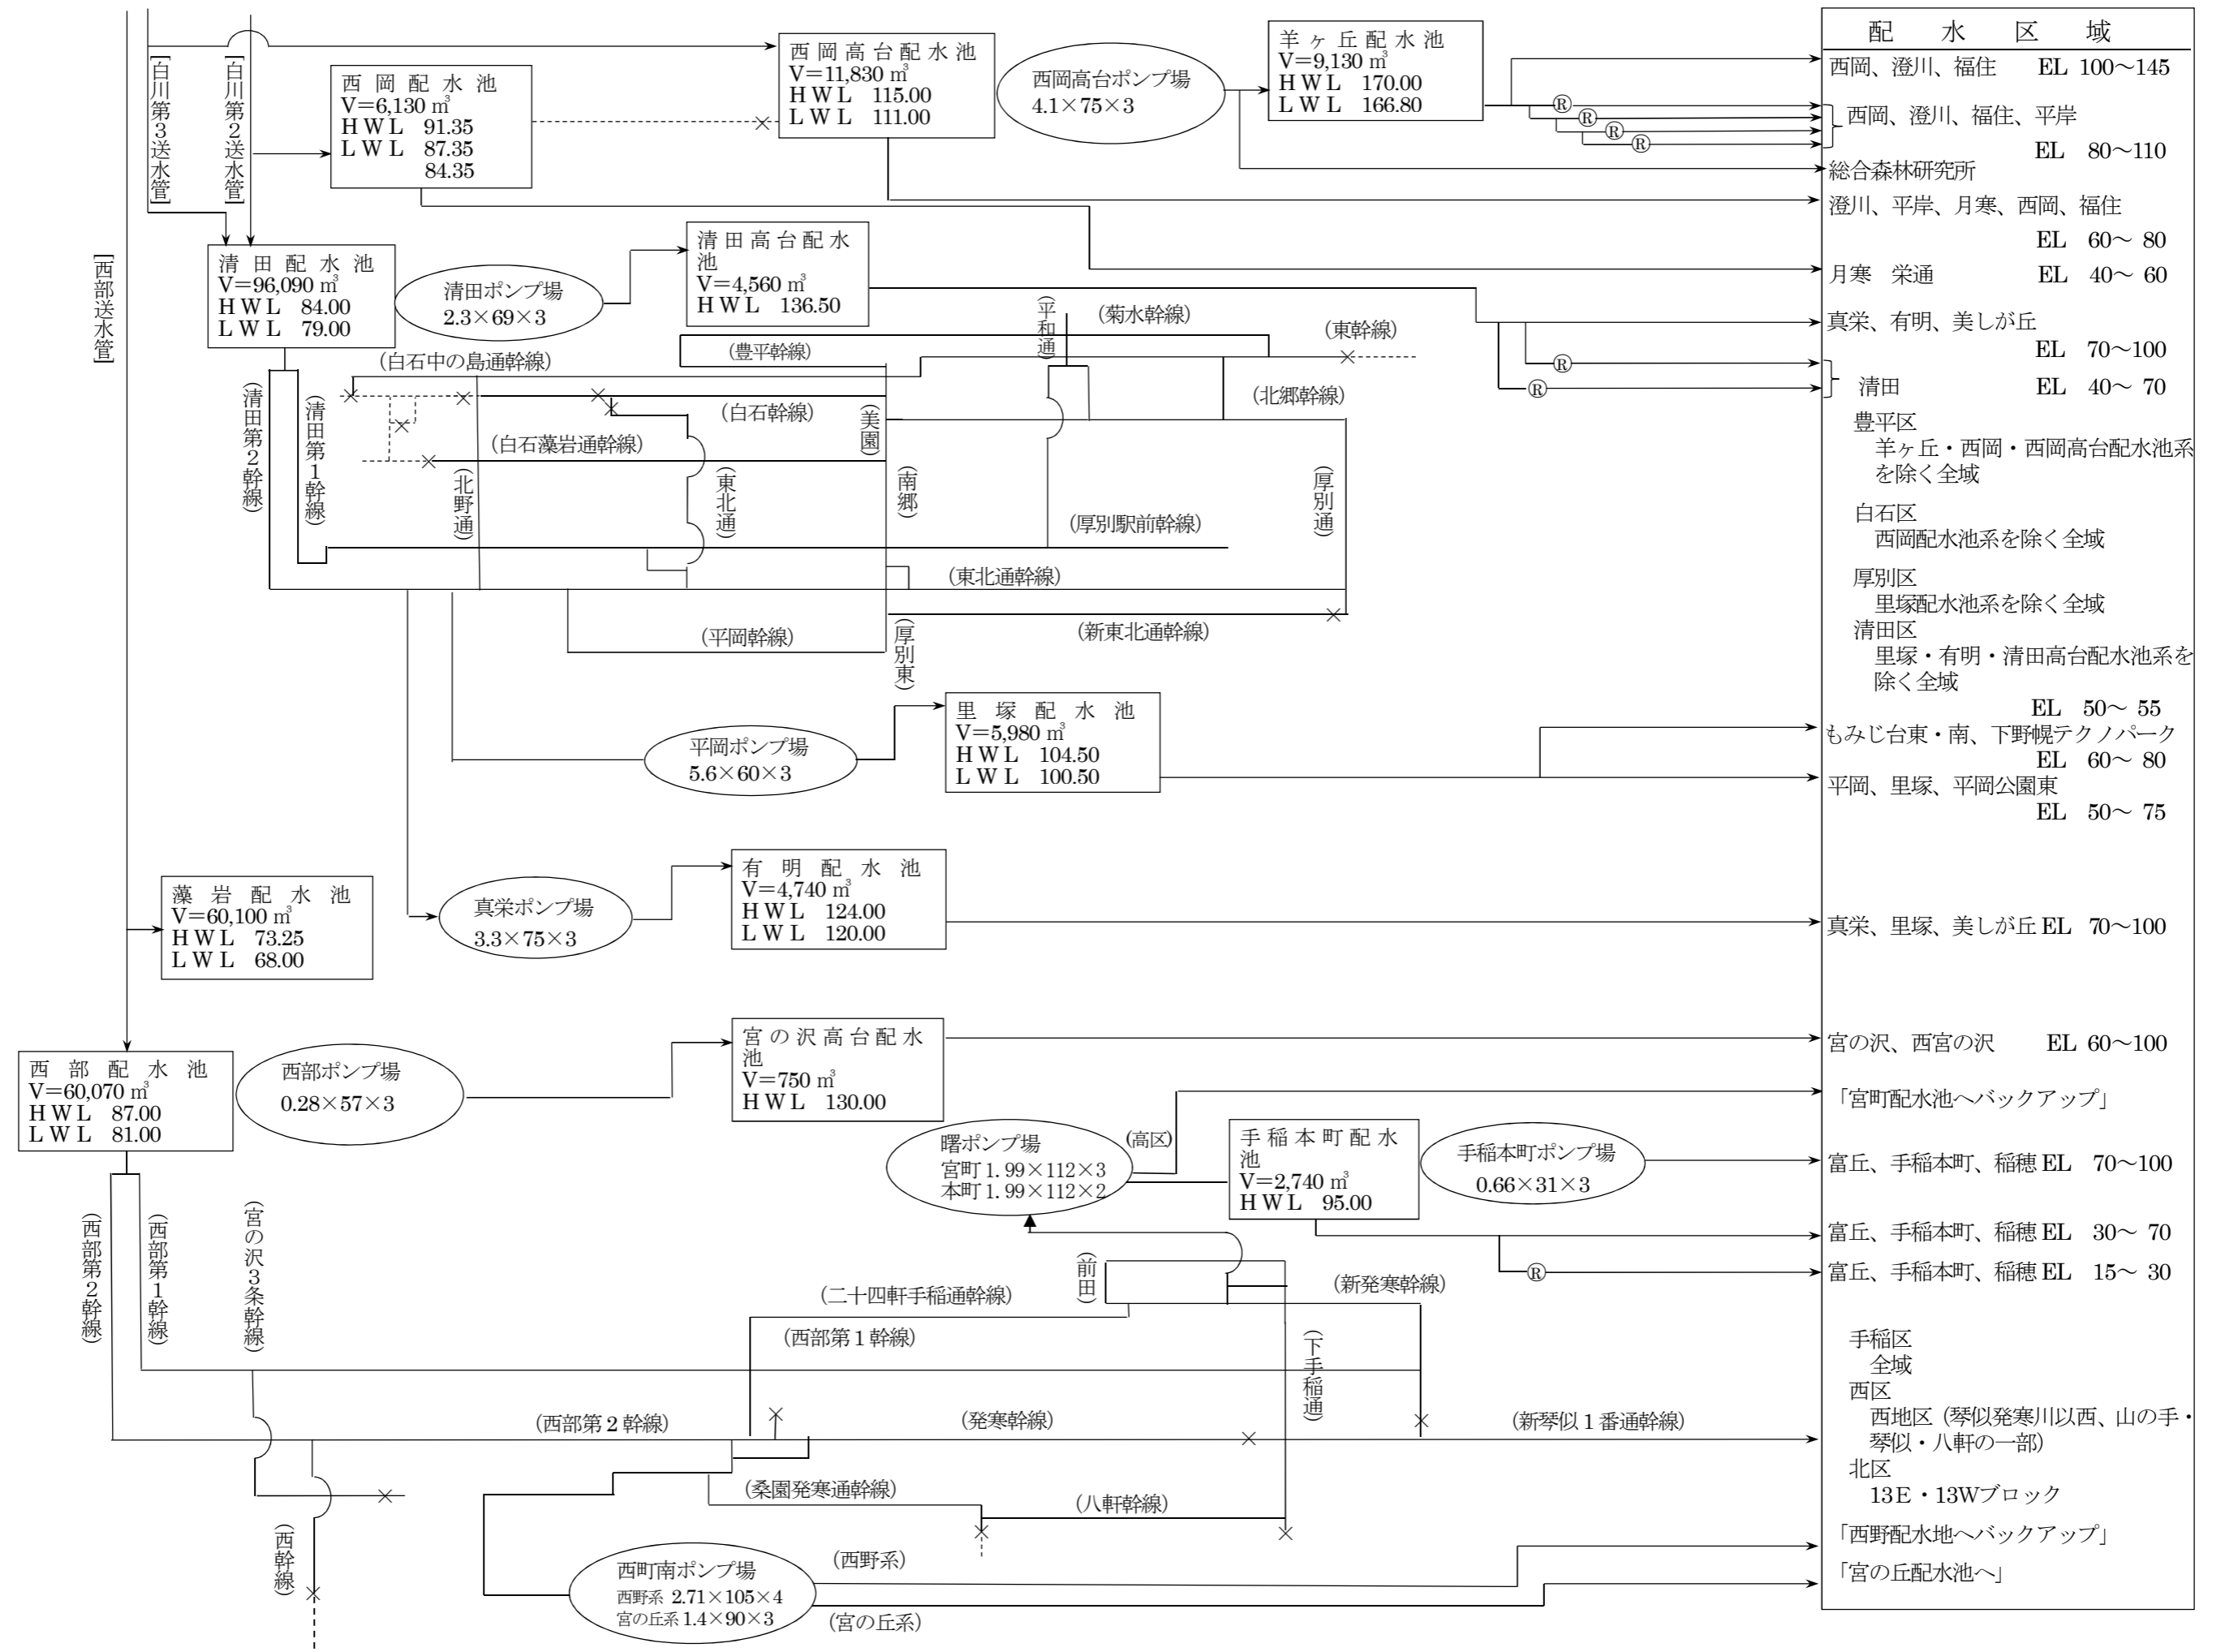 配　水　区　域
[白川第３送水管]
[白川第２送水管]
[西部送水管]
西岡配水池
V＝6,130 ㎥
ＨＷＬ 91.35
ＬＷＬ 87.35
84.35
西岡高台配水池
V＝11,830 ㎥
ＨＷＬ 115.00
ＬＷＬ 111.00
西岡高台ポンプ場
4.1×75×3
羊ヶ丘配水池
V＝9,130 ㎥
ＨＷＬ 170.00
ＬＷＬ 166.80
Ⓡ
Ⓡ
Ⓡ
Ⓡ
西岡、澄川、福住 EL 100～145
西岡、澄川、福住、平岸
EL 80～110
総合森林研究所
澄川、平岸、月寒、西岡、福住
EL 60～ 80
月寒 栄通 EL 40～ 60
清田配水池
V＝96,090 ㎥
ＨＷＬ 84.00
ＬＷＬ 79.00
清田ポンプ場
2.3×69×3
清田高台配水
池
V＝4,560 ㎥
ＨＷＬ 136.50
真栄、有明、美しが丘
EL 70～100
Ⓡ
Ⓡ
清田 EL 40～ 70
(平和通)
(菊水幹線)
(東幹線)
(豊平幹線)
(白石中の島通幹線)
(清田第２幹線)
(清田第１幹線)
(白石幹線)
(美園)
(北郷幹線)
(白石藻岩通幹線)
(北野通)
(東北通)
(南郷)
(厚別通)
(厚別駅前幹線)
(東北通幹線)
(平岡幹線)
(厚別東)
(新東北通幹線)
豊平区
羊ヶ丘・西岡・西岡高台配水池系
を除く全域
白石区
西岡配水池系を除く全域
厚別区
里塚配水池系を除く全域
清田区
里塚・有明・清田高台配水池系を
除く全域
EL 50～ 55
平岡ポンプ場
5.6×60×3
里塚配水池
V＝5,980 ㎥
ＨＷＬ 104.50
ＬＷＬ 100.50
もみじ台東・南、下野幌テクノパーク
EL 60～ 80
平岡、里塚、平岡公園東
EL 50～ 75
藻岩配水池
V＝60,100 ㎥
ＨＷＬ 73.25
ＬＷＬ 68.00
真栄ポンプ場
3.3×75×3
有明配水池
V＝4,740 ㎥
ＨＷＬ 124.00
ＬＷＬ 120.00
真栄、里塚、美しが丘 EL 70～100
西部配水池
V＝60,070 ㎥
ＨＷＬ 87.00
ＬＷＬ 81.00
西部ポンプ場
0.28×57×3
宮の沢高台配水
池
V＝750 ㎥
ＨＷＬ 130.00
宮の沢、西宮の沢 EL 60～100
「宮町配水池へバックアップ」
曙ポンプ場
宮町 1.99×112×3
本町 1.99×112×2
(高区)
手稲本町配水
池
V＝2,740 ㎥
ＨＷＬ 95.00
手稲本町ポンプ場
0.66×31×3
富丘、手稲本町、稲穂 EL 70～100
富丘、手稲本町、稲穂 EL 30～ 70
Ⓡ
富丘、手稲本町、稲穂 EL 15～ 30
(西部第２幹線)
(西部第１幹線)
(宮の沢３条幹線)
(前田)
(二十四軒手稲通幹線)
(新発寒幹線)
(西部第１幹線)
(下手稲通)
(西部第２幹線)
(発寒幹線)
(新琴似１番通幹線)
(桑園発寒通幹線)
(八軒幹線)
(西幹線)
手稲区
全域
西区
西地区（琴似発寒川以西、山の手・
琴似・八軒の一部）
北区
13Ｅ・13Wブロック
西町南ポンプ場
西野系 2.71×105×4
宮の丘系 1.4×90×3
(西野系)
(宮の丘系)
「西野配水地へバックアップ」
「宮の丘配水池へ」